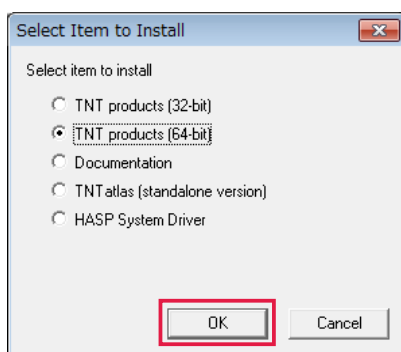 Select Item to Install
Select item to install
TNT products (32-bit)
TNT products (64-bit)
Documentation
TNTatlas (standalone version)
HASP System Driver
OK
Cancel